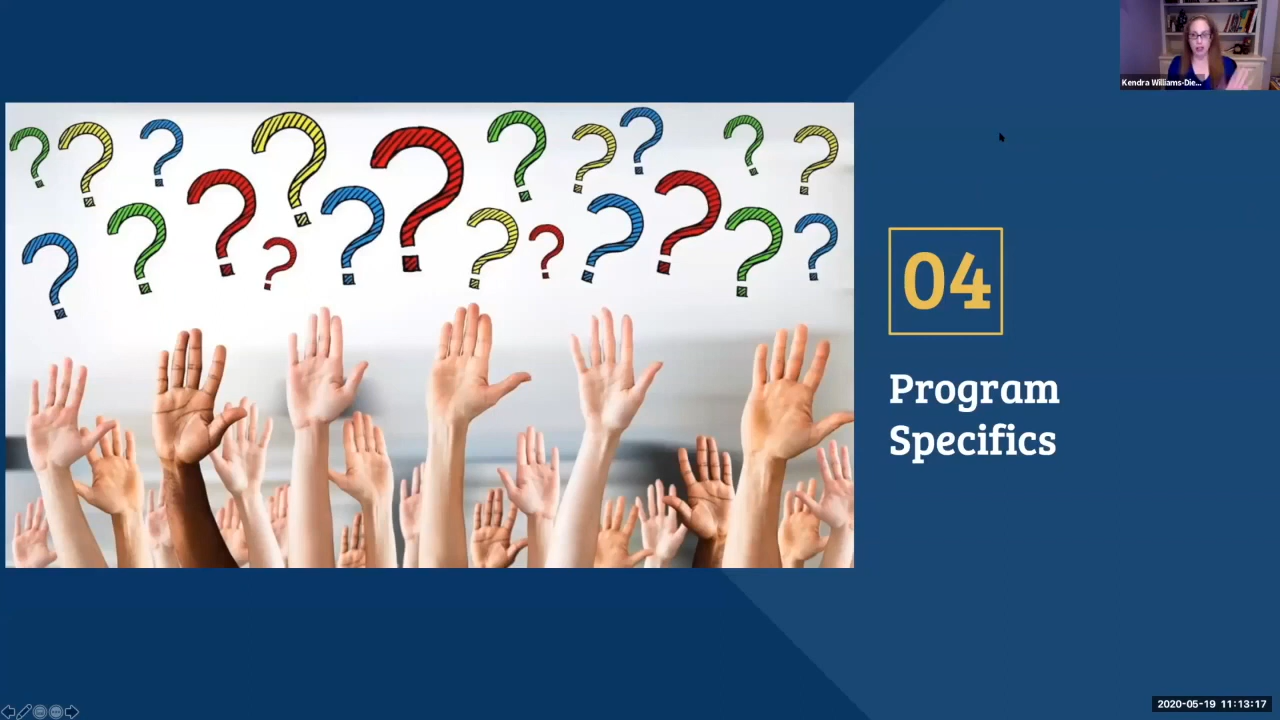 Kendra Williams-Die...
04
Program
Specifics
2020-05-19 11:13:17